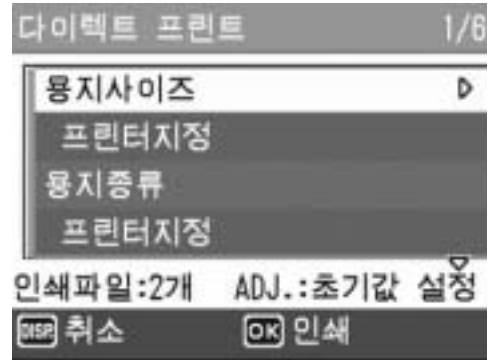 다이렉트 프린트 1/6
용지사이즈
프린터지정
용지종류
프린터지정
인쇄파일:2개 ADJ.:초기값 설정
DISP. 취소 OK 인쇄